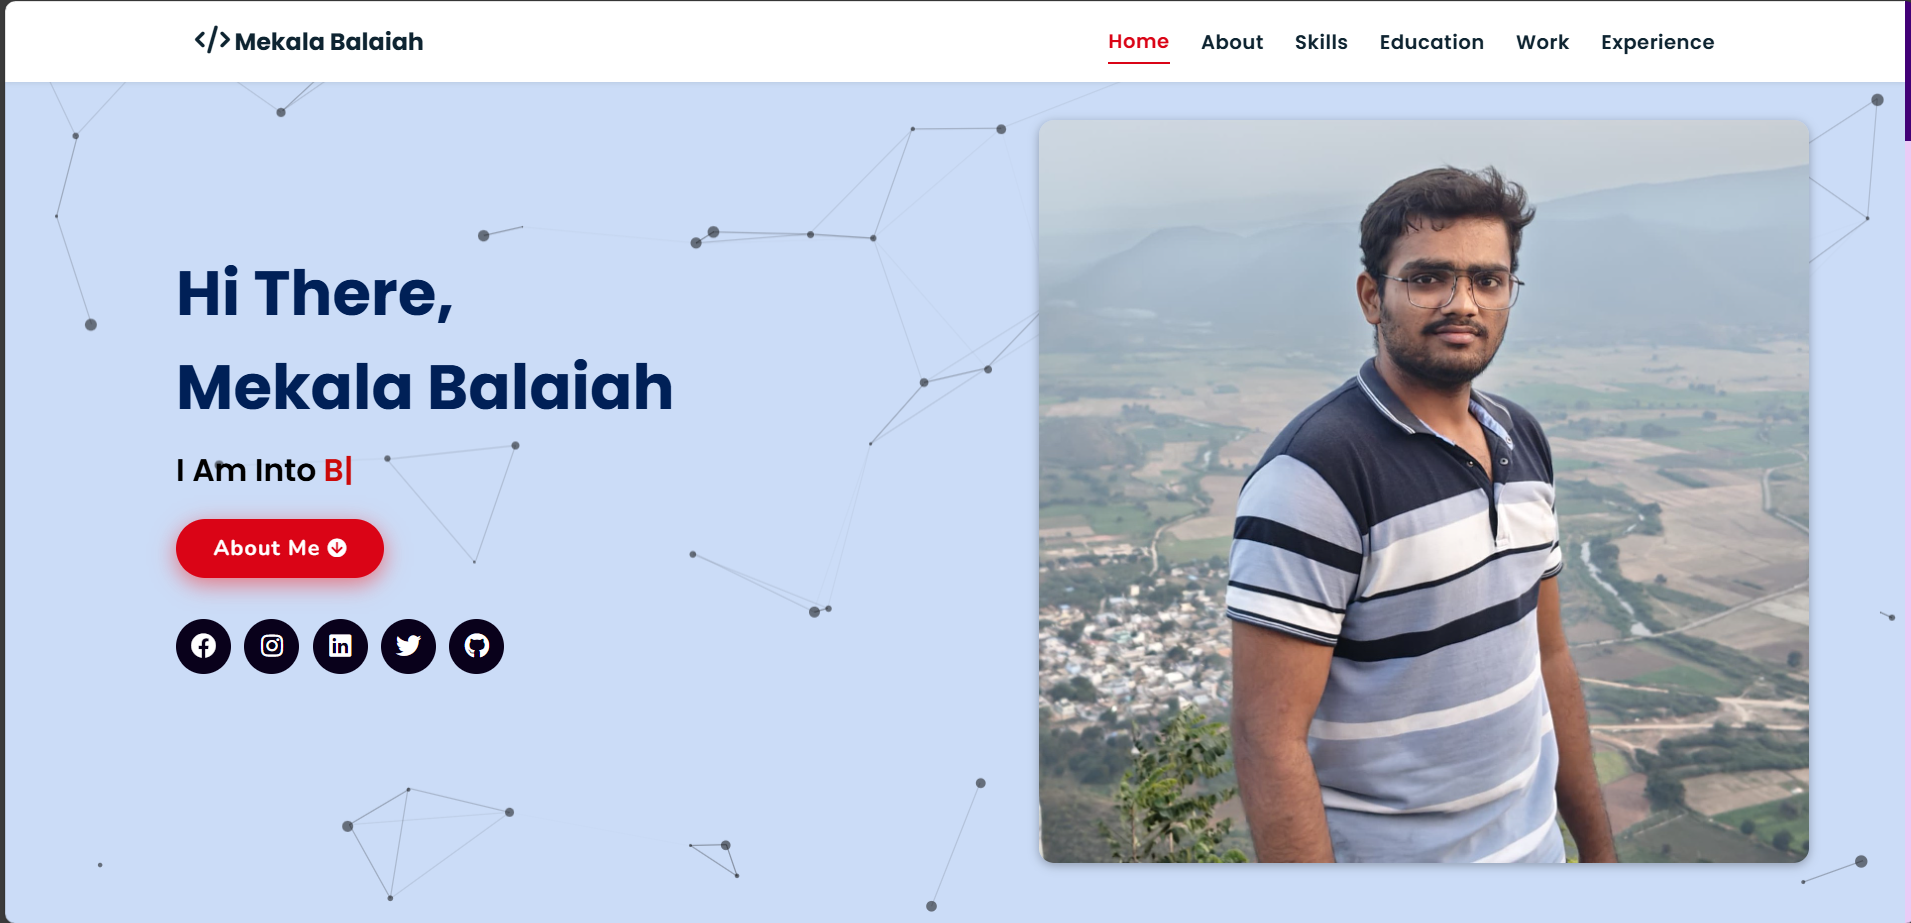 </> Mekala Balaiah
Home About Skills Education Work Experience
Hi There,
Mekala Balaiah
I Am Into B|
About Me